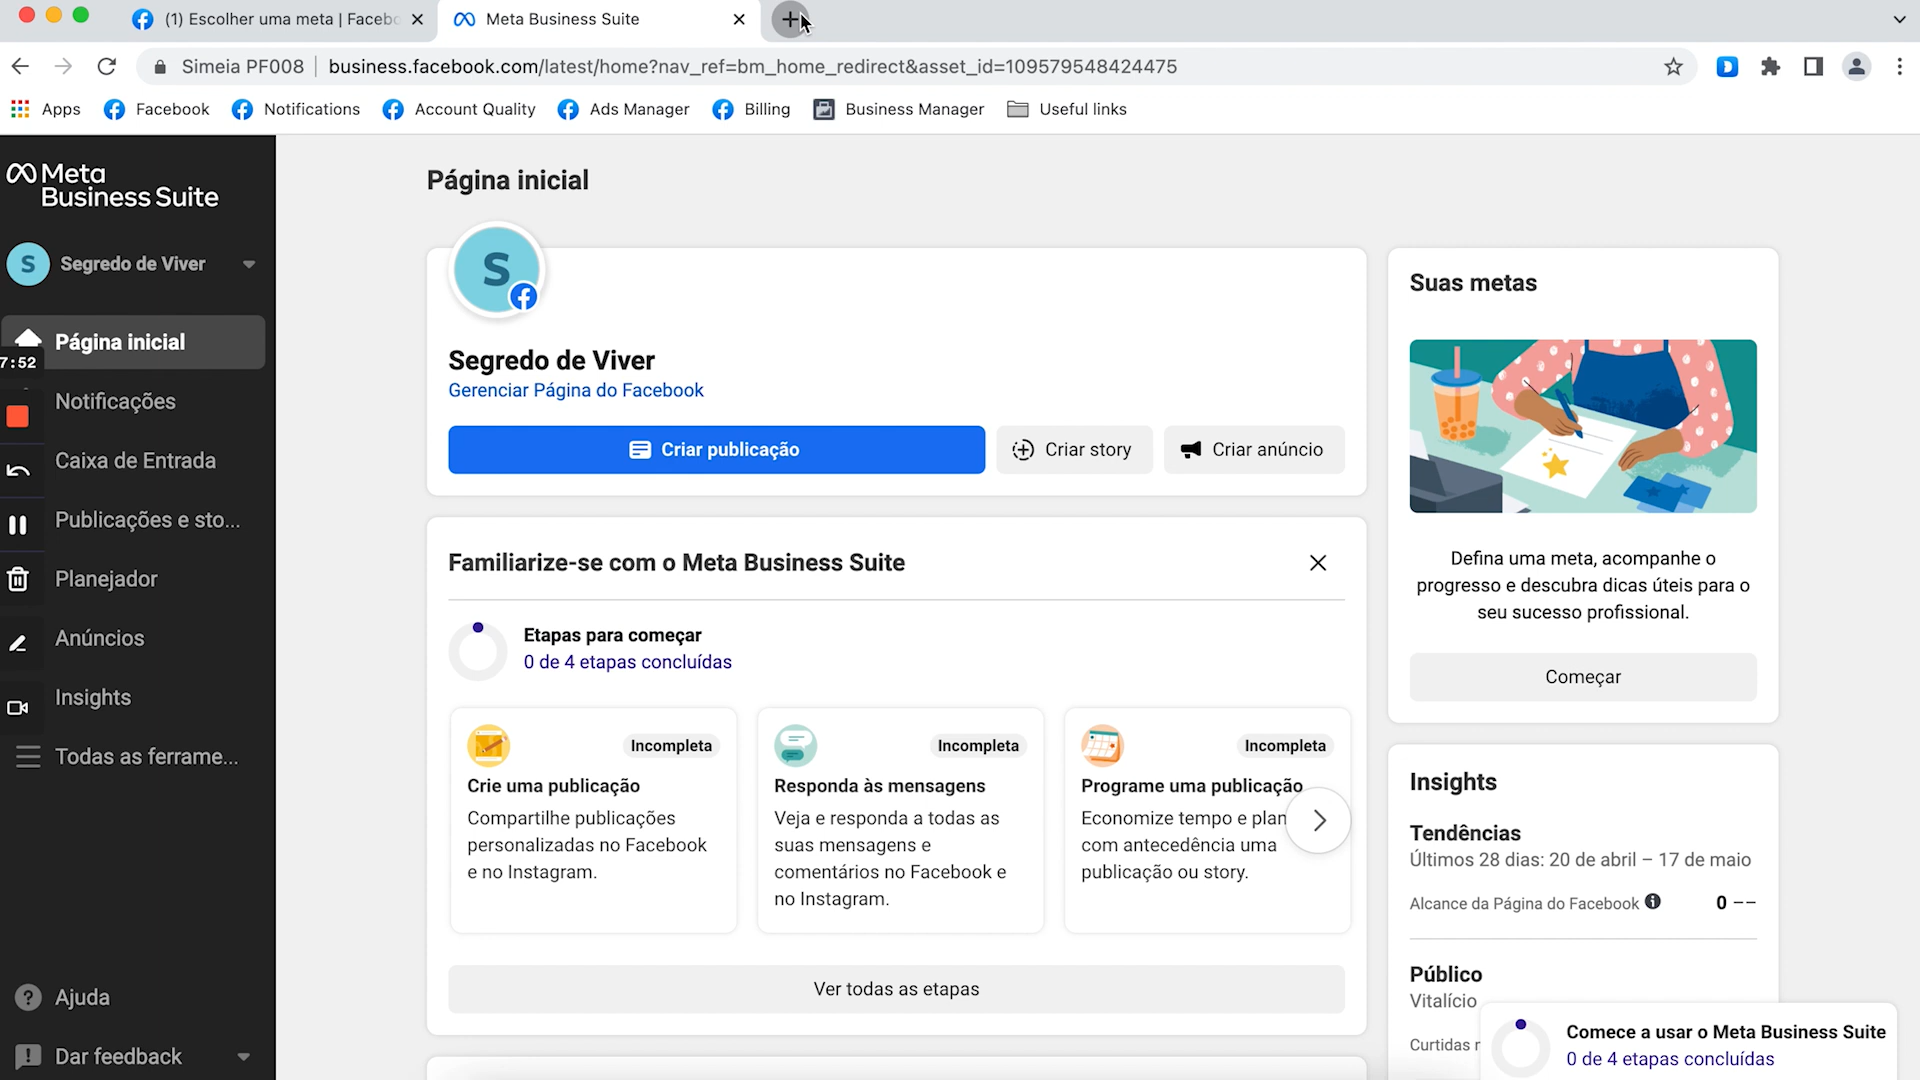 (1) Escolher uma meta | Facebo
Meta Business Suite
Simeia PF008
business.facebook.com/latest/home?nav_ref=bm_home_redirect&asset_id=109579548424475
Apps
Facebook
Notifications
Account Quality
Ads Manager
Billing
Business Manager
Useful links
Meta
Business Suite
S
Segredo de Viver
Página inicial
7:52
Notificações
Caixa de Entrada
Publicações e sto...
Planejador
Anúncios
Insights
Todas as ferrame...
Ajuda
Dar feedback
Página inicial
S
Segredo de Viver
Gerenciar Página do Facebook
Criar publicação
Criar story
Criar anúncio
Familiarize-se com o Meta Business Suite
Etapas para começar
0 de 4 etapas concluídas
Incompleta
Crie uma publicação
Compartilhe publicações
personalizadas no Facebook
e no Instagram.
Incompleta
Responda às mensagens
Veja e responda a todas as
suas mensagens e
comentários no Facebook e
no Instagram.
Incompleta
Programe uma publicação
Economize tempo e plan
com antecedência uma
publicação ou story.
Ver todas as etapas
Suas metas
Defina uma meta, acompanhe o
progresso e descubra dicas úteis para o
seu sucesso profissional.
Começar
Insights
Tendências
Últimos 28 dias: 20 de abril – 17 de maio
Alcance da Página do Facebook
0 --
Público
Vitalício
Curtidas
Comece a usar o Meta Business Suite
0 de 4 etapas concluídas